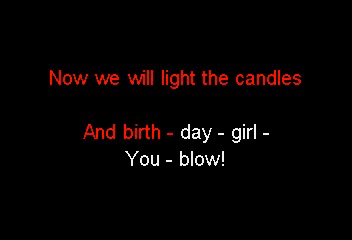 Now we will light the candles
And birth - day - girl -
You - blow!